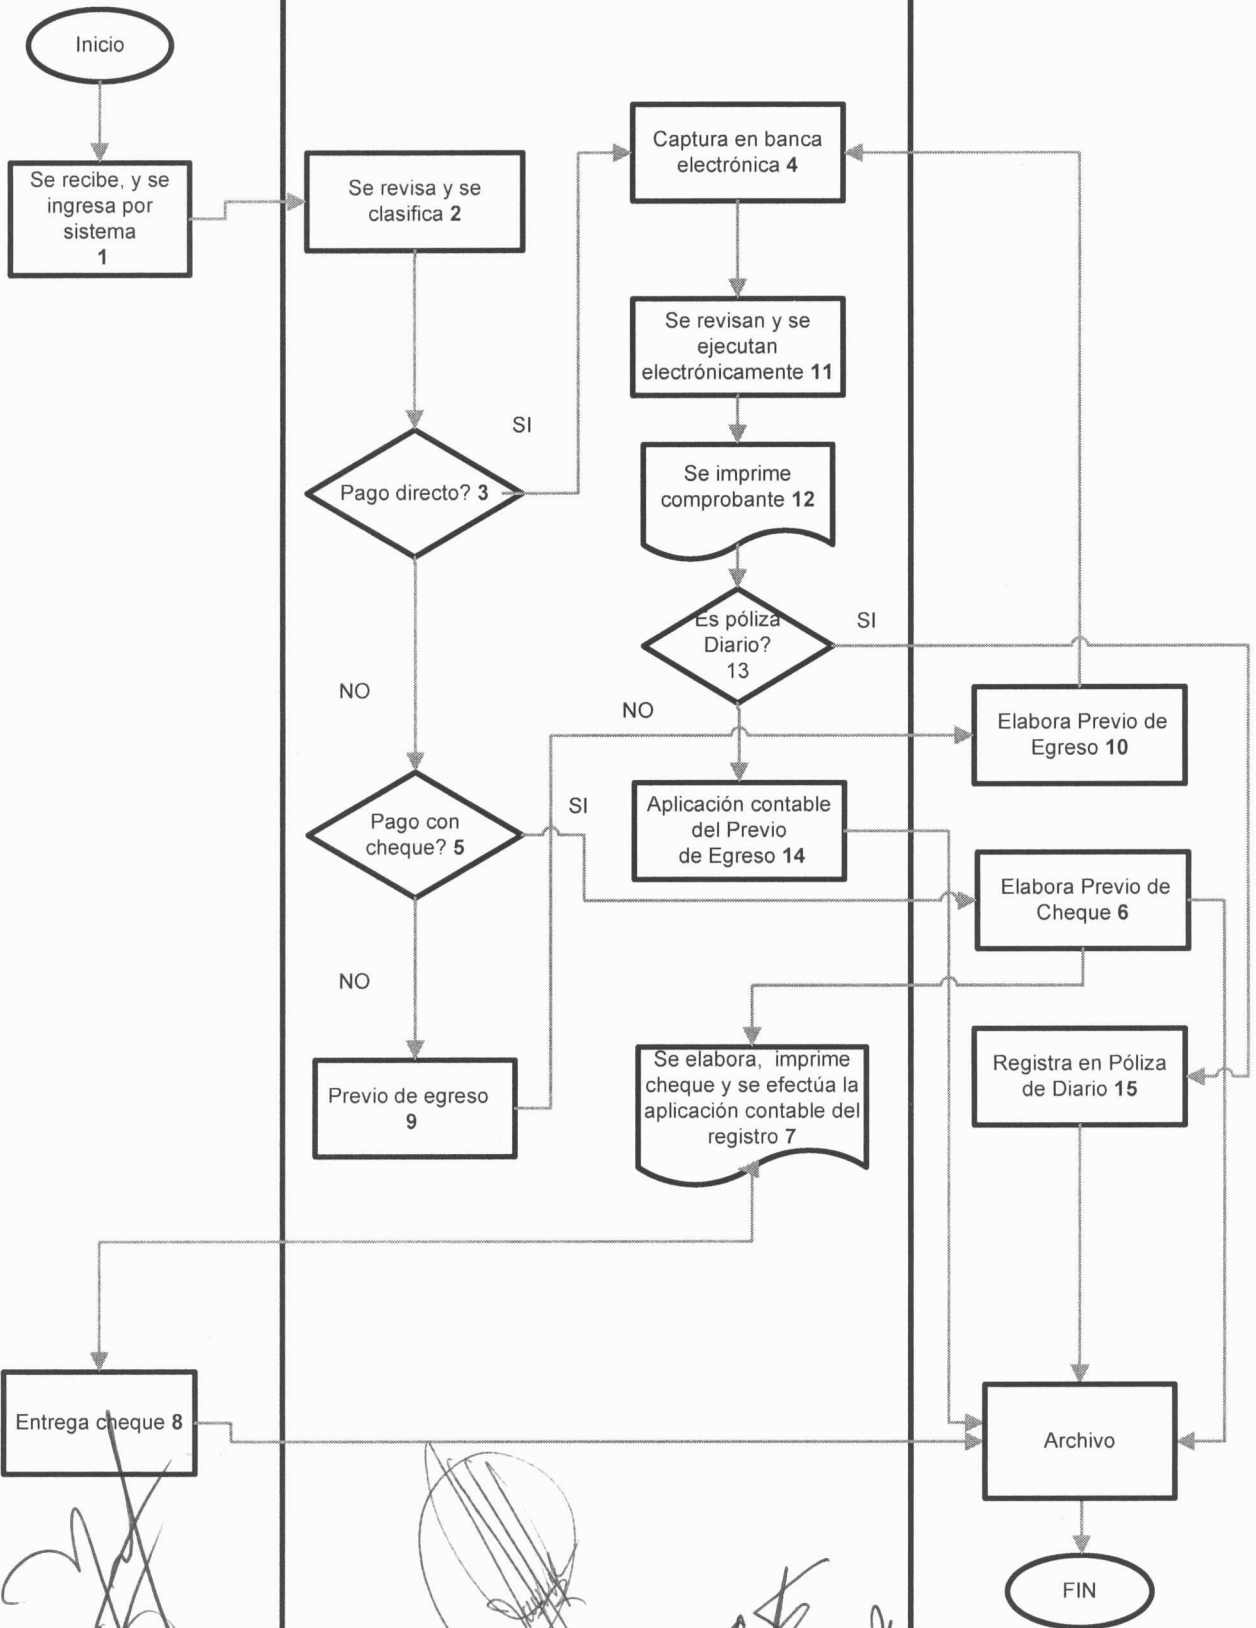 Inicio
Se recibe, y se
ingresa por
sistema
1
Se revisa y se
clasifica 2
Captura en banca
electrónica 4
Se revisan y se
ejecutan
electrónicamente 11
SI
Pago directo? 3
Se imprime
comprobante 12
Es póliza
Diario?
13
SI
NO
NO
Elabora Previo de
Egreso 10
Pago con
cheque? 5
SI
Aplicación contable
del Previo
de Egreso 14
Elabora Previo de
Cheque 6
NO
Previo de egreso
9
Se elabora, imprime
cheque y se efectúa la
aplicación contable del
registro 7
Registra en Póliza
de Diario 15
Entrega cheque 8
Archivo
FIN